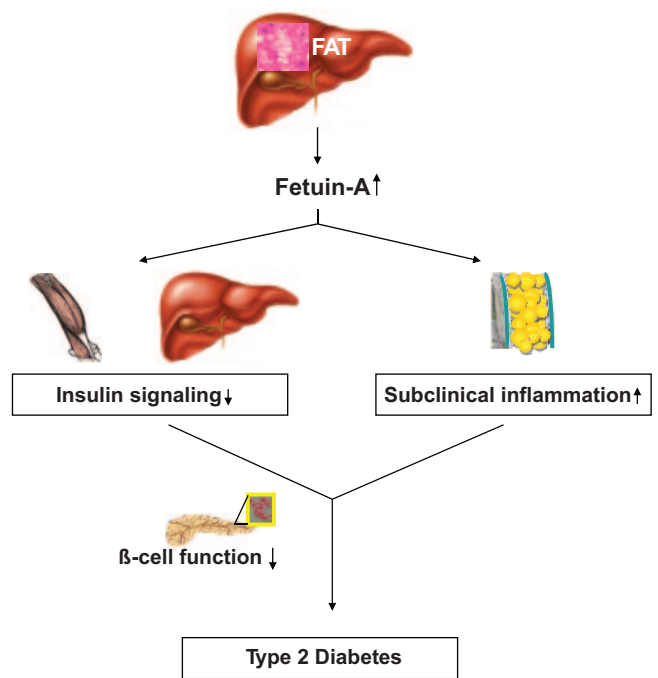 FAT
Fetuin-A↑
Insulin signaling↓
Subclinical inflammation↑
ß-cell function ↓
Type 2 Diabetes